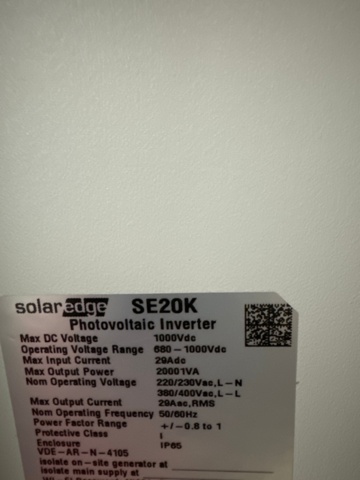 solaredge SE20K
Photovoltaic Inverter
Max DC Voltage 1000Vdc
Operating Voltage Range 680-1000Vdc
Max Input Current 29Adc
Max Output Power 20001VA
Nom Operating Voltage 220/230Vac,L-N
380/400Vac,L-L
Max Output Current 29Aac,RMS
Nom Operating Frequency 50/60Hz
Power Factor Range +/-0.8 to 1
Protective Class I
Enclosure IP65
VDE-AR-N-4105
isolate on-site generator at
isolate main supply at